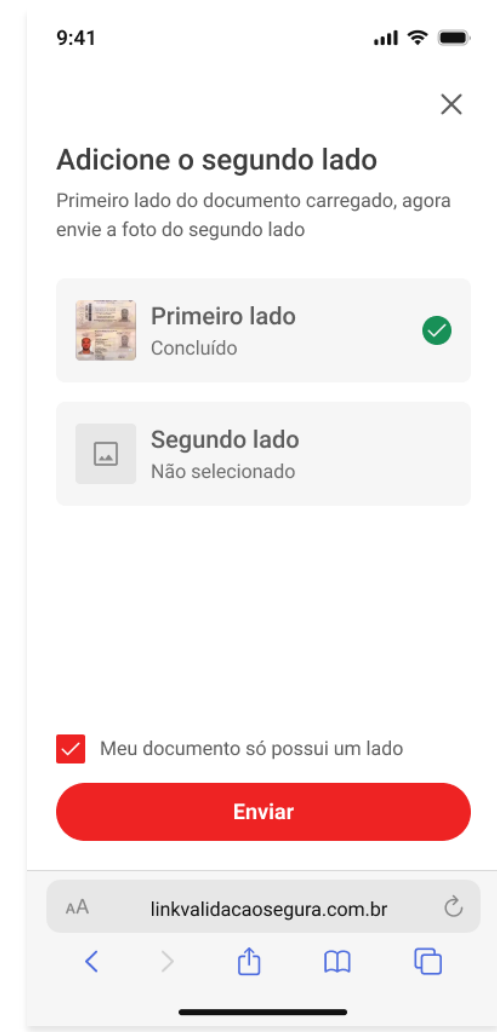 9:41
Adicione o segundo lado
Primeiro lado do documento carregado, agora
envie a foto do segundo lado
Primeiro lado
Concluído
Segundo lado
Não selecionado
Meu documento só possui um lado
Enviar
AA
linkvalidacaosegura.com.br